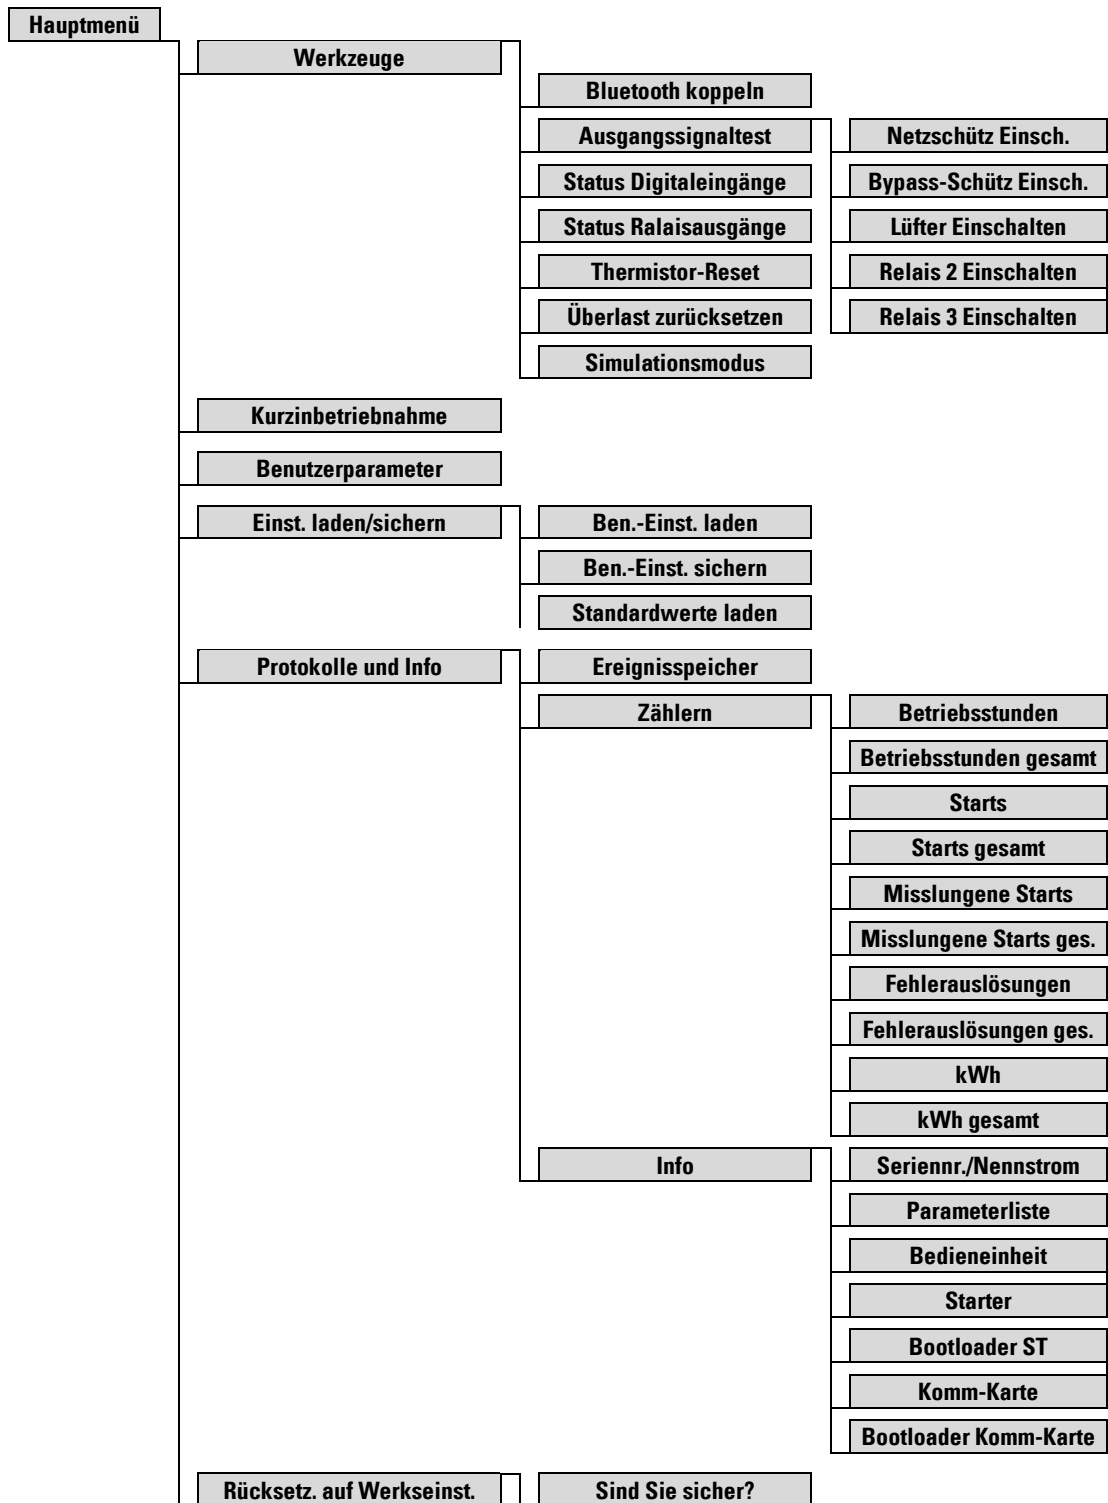 Hauptmenü
Werkzeuge
Bluetooth koppeln
Ausgangssignaltest
Netzschütz Einsch.
Status Digitaleingänge
Bypass-Schütz Einsch.
Status Ralaisausgänge
Lüfter Einschalten
Thermistor-Reset
Relais 2 Einschalten
Überlast zurücksetzen
Relais 3 Einschalten
Simulationsmodus
Kurzinbetriebnahme
Benutzerparameter
Einst. laden/sichern
Ben.-Einst. laden
Ben.-Einst. sichern
Standardwerte laden
Protokolle und Info
Ereignisspeicher
Zählern
Betriebsstunden
Betriebsstunden gesamt
Starts
Starts gesamt
Misslungene Starts
Misslungene Starts ges.
Fehlerauslösungen
Fehlerauslösungen ges.
kWh
kWh gesamt
Info
Seriennr./Nennstrom
Parameterliste
Bedieneinheit
Starter
Bootloader ST
Komm-Karte
Bootloader Komm-Karte
Rücksetz. auf Werkseinst.
Sind Sie sicher?